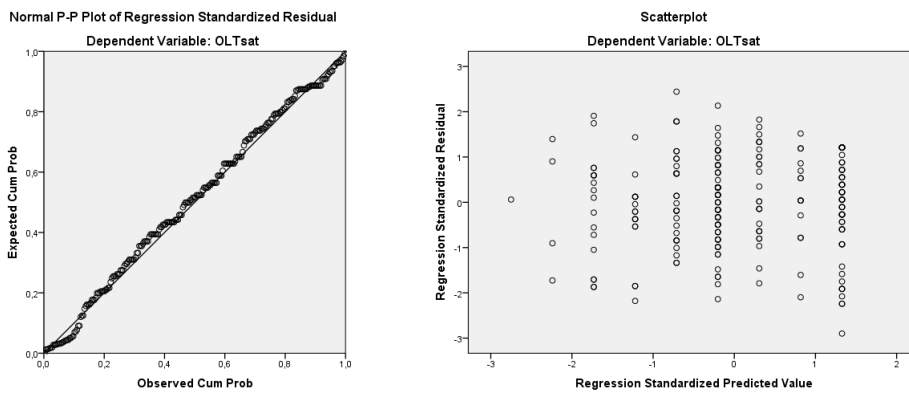 Normal P-P Plot of Regression Standardized Residual
Dependent Variable: OLTsat
1,0
0,8
0,6
0,4
0,2
0,0
Expected Cum Prob
0,0 0,2 0,4 0,6 0,8 1,0
Observed Cum Prob
Scatterplot
Dependent Variable: OLTsat
3
2
1
0
-1
-2
-3
Regression Standardized Residual
-3 -2 -1 0 1 2
Regression Standardized Predicted Value